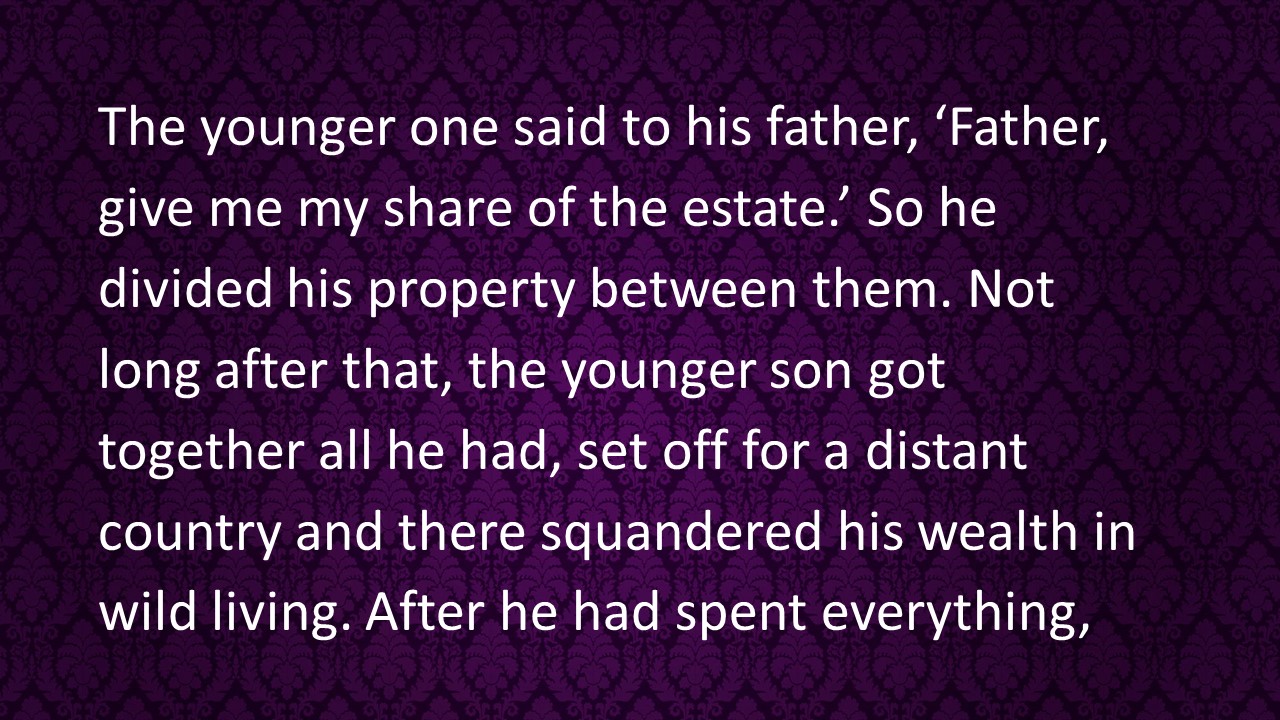 The younger one said to his father, ‘Father,
give me my share of the estate.’ So he
divided his property between them. Not
long after that, the younger son got
together all he had, set off for a distant
country and there squandered his wealth in
wild living. After he had spent everything,